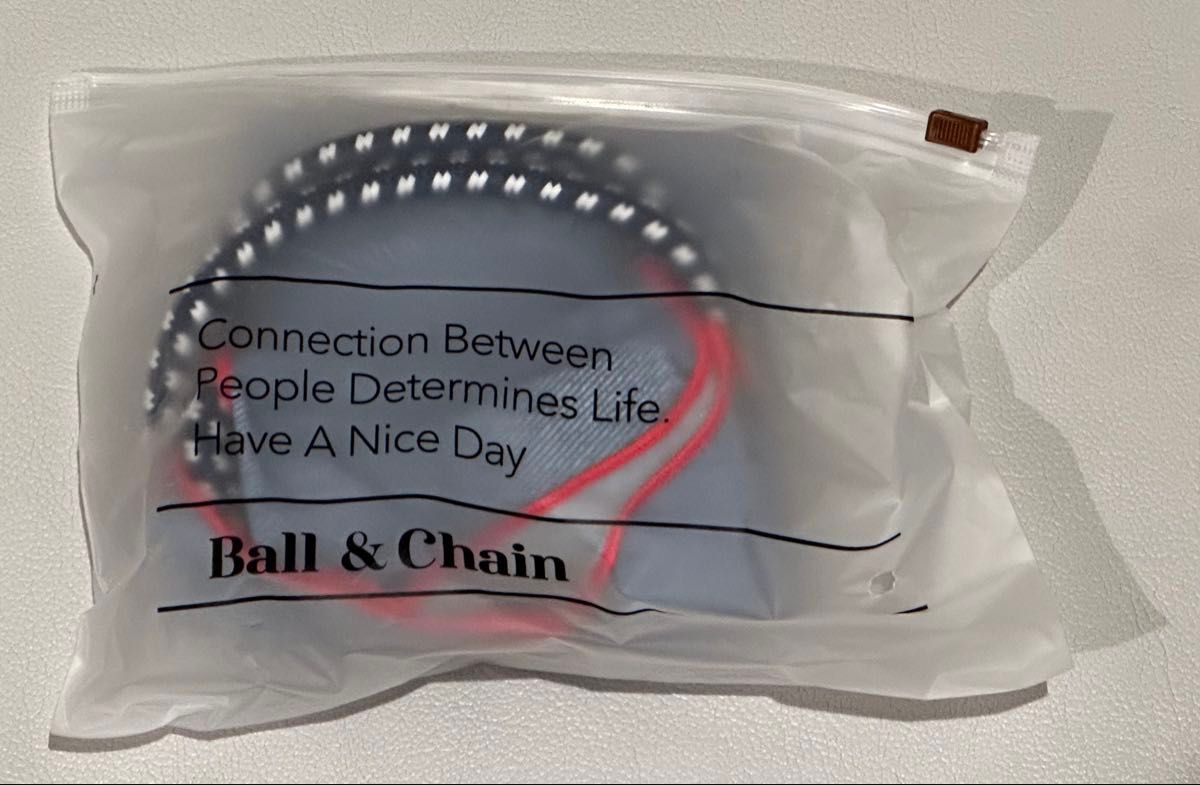 Connection Between
People Determines Life.
Have A Nice Day
Ball & Chain